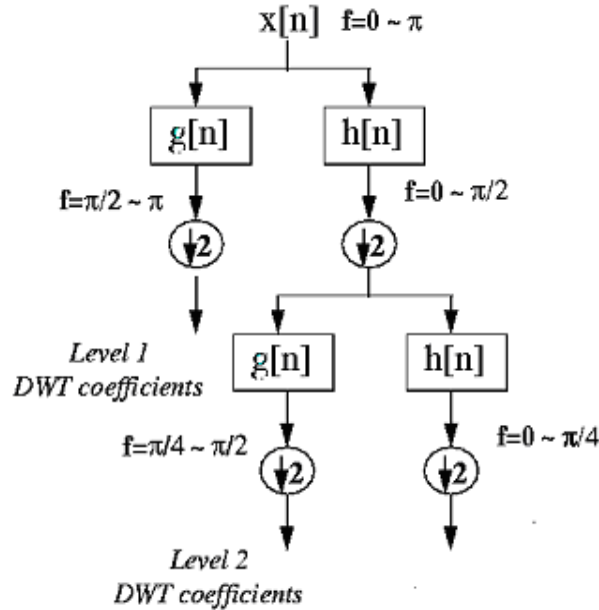 x[n] f=0 ~ π
g[n] h[n]
f=π/2 ~ π f=0 ~ π/2
↓2 ↓2
Level 1
DWT coefficients
g[n] h[n]
f=π/4 ~ π/2 f=0 ~ π/4
↓2 ↓2
Level 2
DWT coefficients